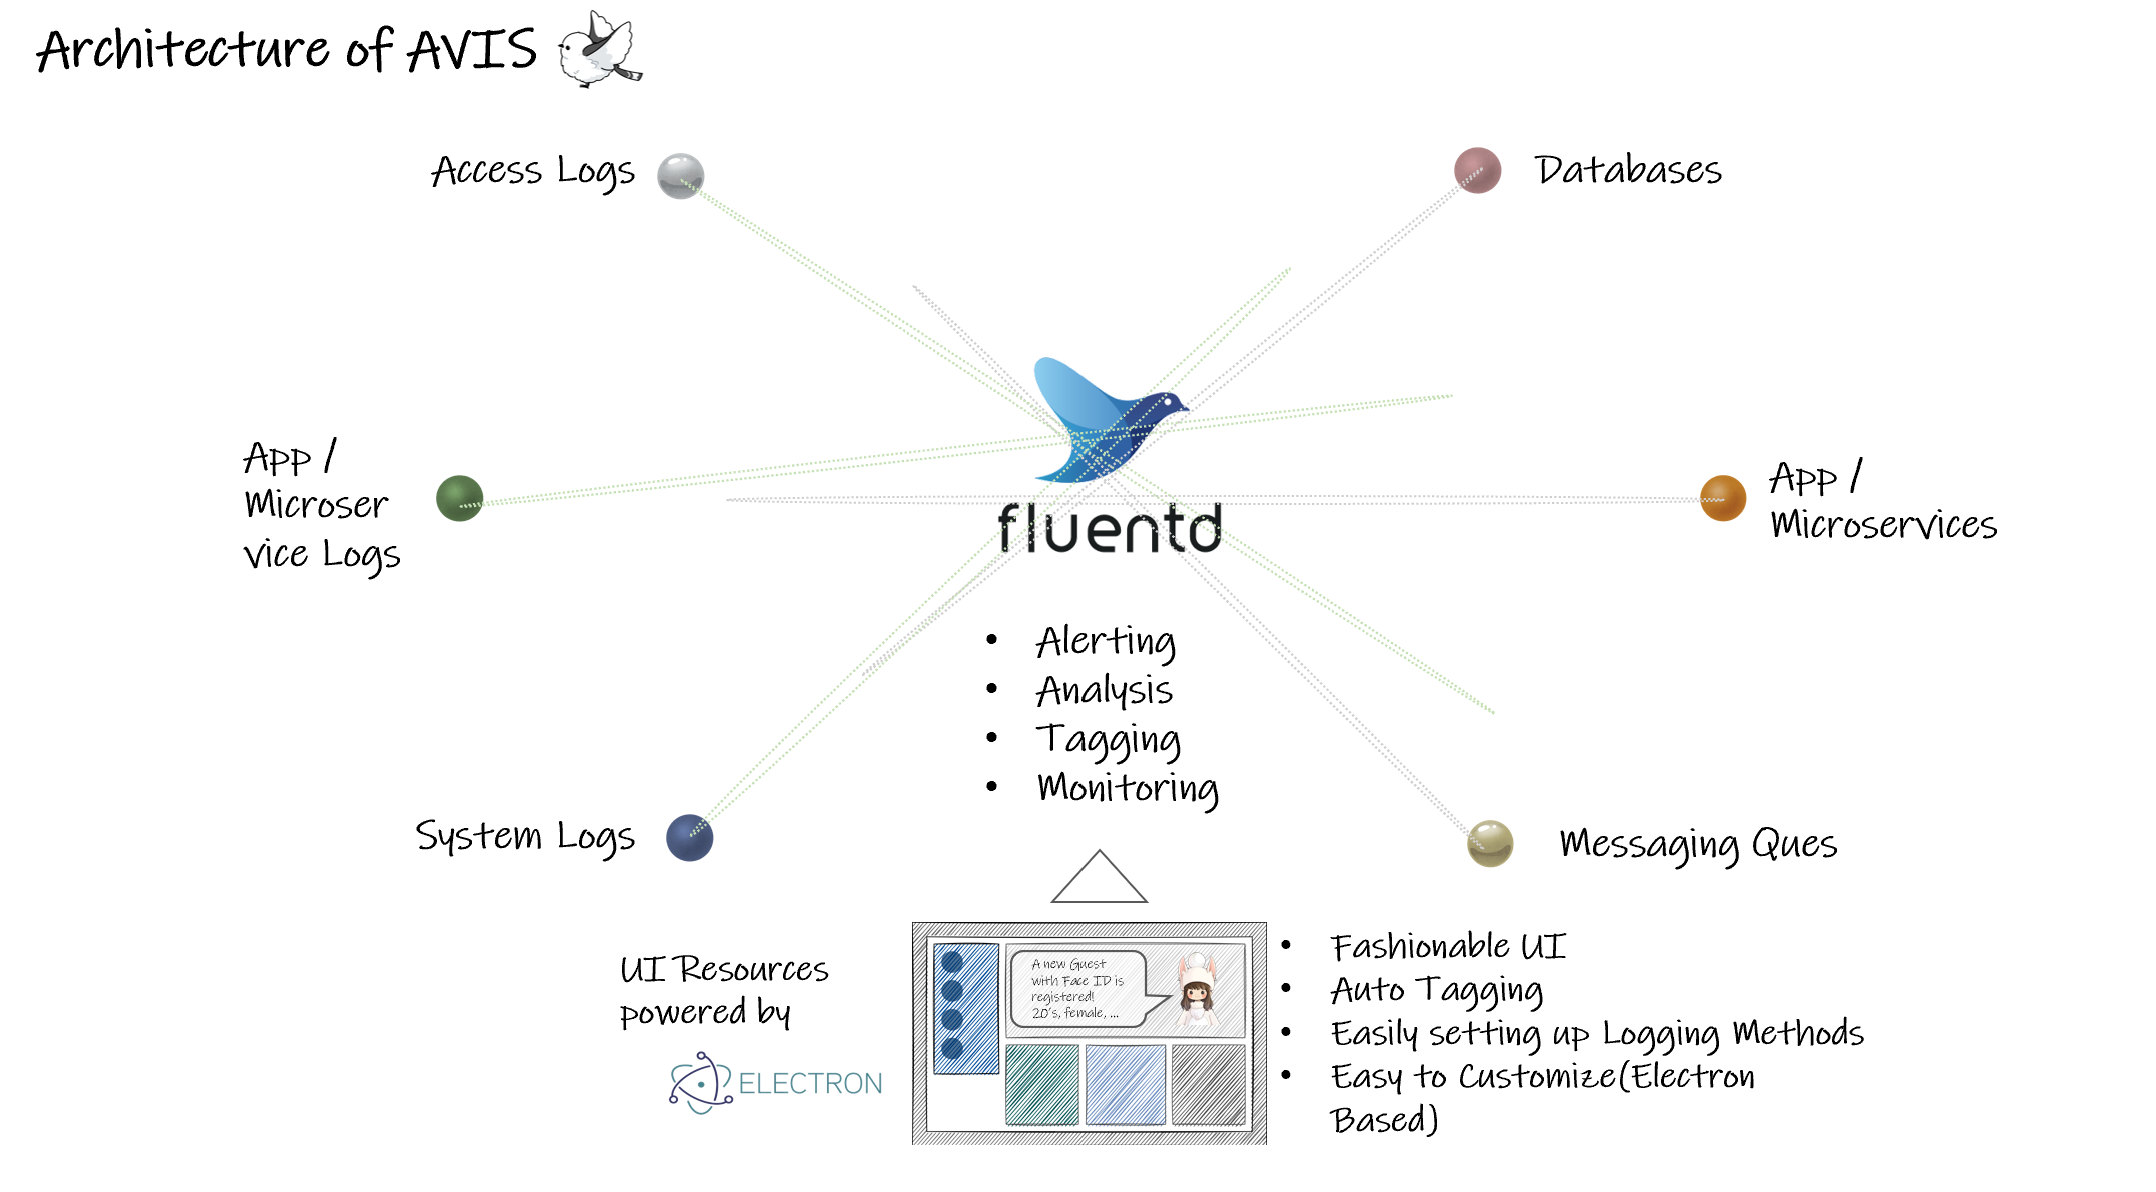 Architecture of AVIS
Access Logs
Databases
App /
Microser
vice Logs
fluentd
App /
Microservices
• Alerting
• Analysis
• Tagging
• Monitoring
System Logs
Messaging Ques
UI Resources
powered by
ELECTRON
A new Guest
with Face ID is
registered!
20's, female, ...
• Fashionable UI
• Auto Tagging
• Easily setting up Logging Methods
• Easy to Customize(Electron
Based)